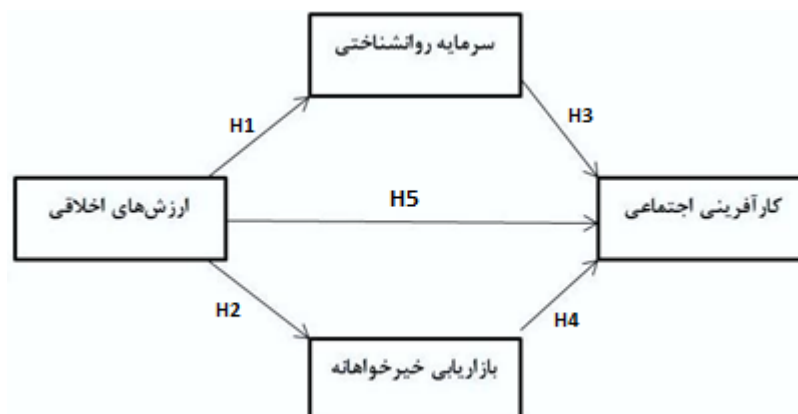 سرمایه روانشناختی
H1
H3
ارزش‌های اخلاقی
H5
کارآفرینی اجتماعی
H2
H4
بازاریابی خیرخواهانه